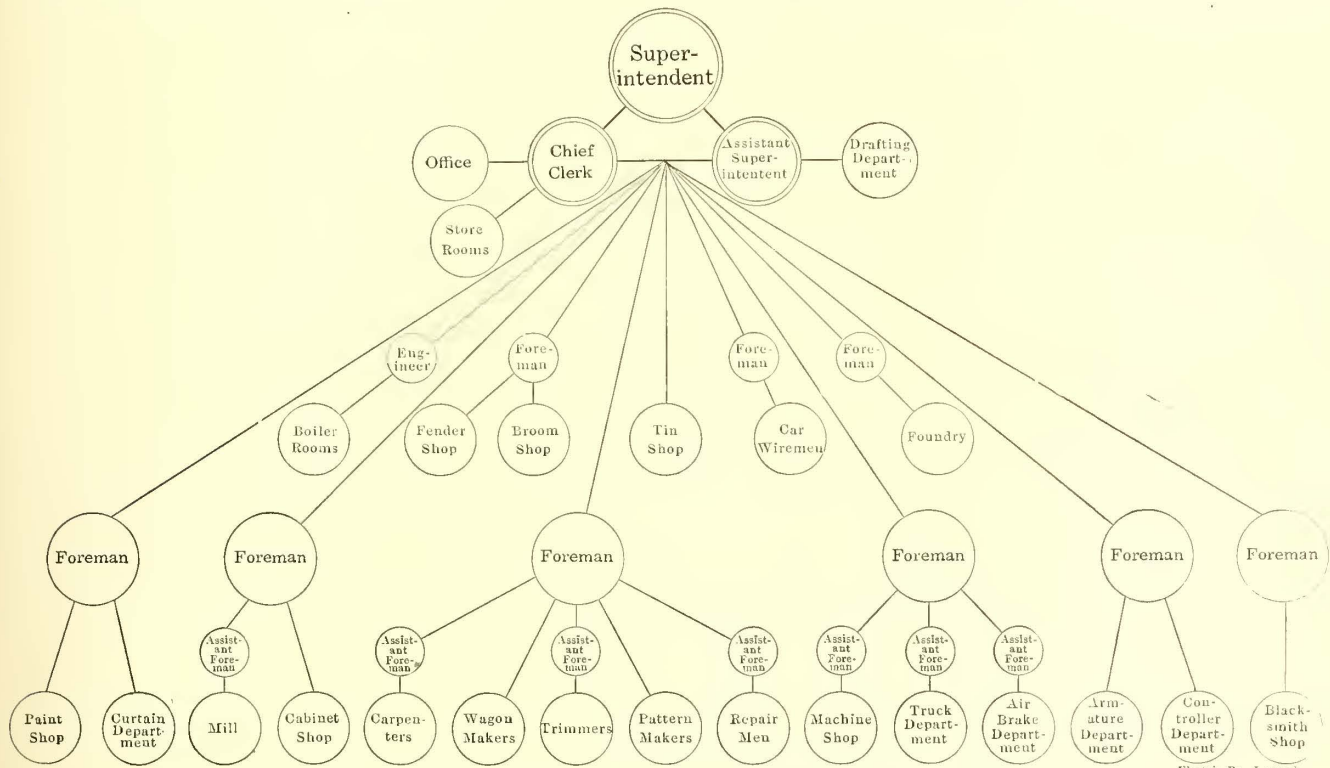 Super-
intendent
Office
Chief
Clerk
Assistant
Super-
intentent
Drafting
Depart-
ment
Store
Rooms
Eng-
ineer
Fore-
man
Fore-
man
Fore-
man
Boiler
Rooms
Fender
Shop
Broom
Shop
Tin
Shop
Car
Wiremen
Foundry
Foreman
Foreman
Foreman
Foreman
Foreman
Foreman
Assist-
ant
Fore-
man
Assist-
ant
Fore-
man
Assist-
ant
Fore-
man
Assist-
ant
Fore-
man
Assist-
ant
Fore-
man
Assist-
ant
Fore-
man
Assist-
ant
Fore-
man
Paint
Shop
Curtain
Depart-
ment
Mill
Cabinet
Shop
Carpen-
ters
Wagon
Makers
Trimmers
Pattern
Makers
Repair
Men
Machine
Shop
Truck
Depart-
ment
Air
Brake
Depart-
ment
Arm-
ature
Depart-
ment
Con-
troller
Depart-
ment
Black-
smith
Shop